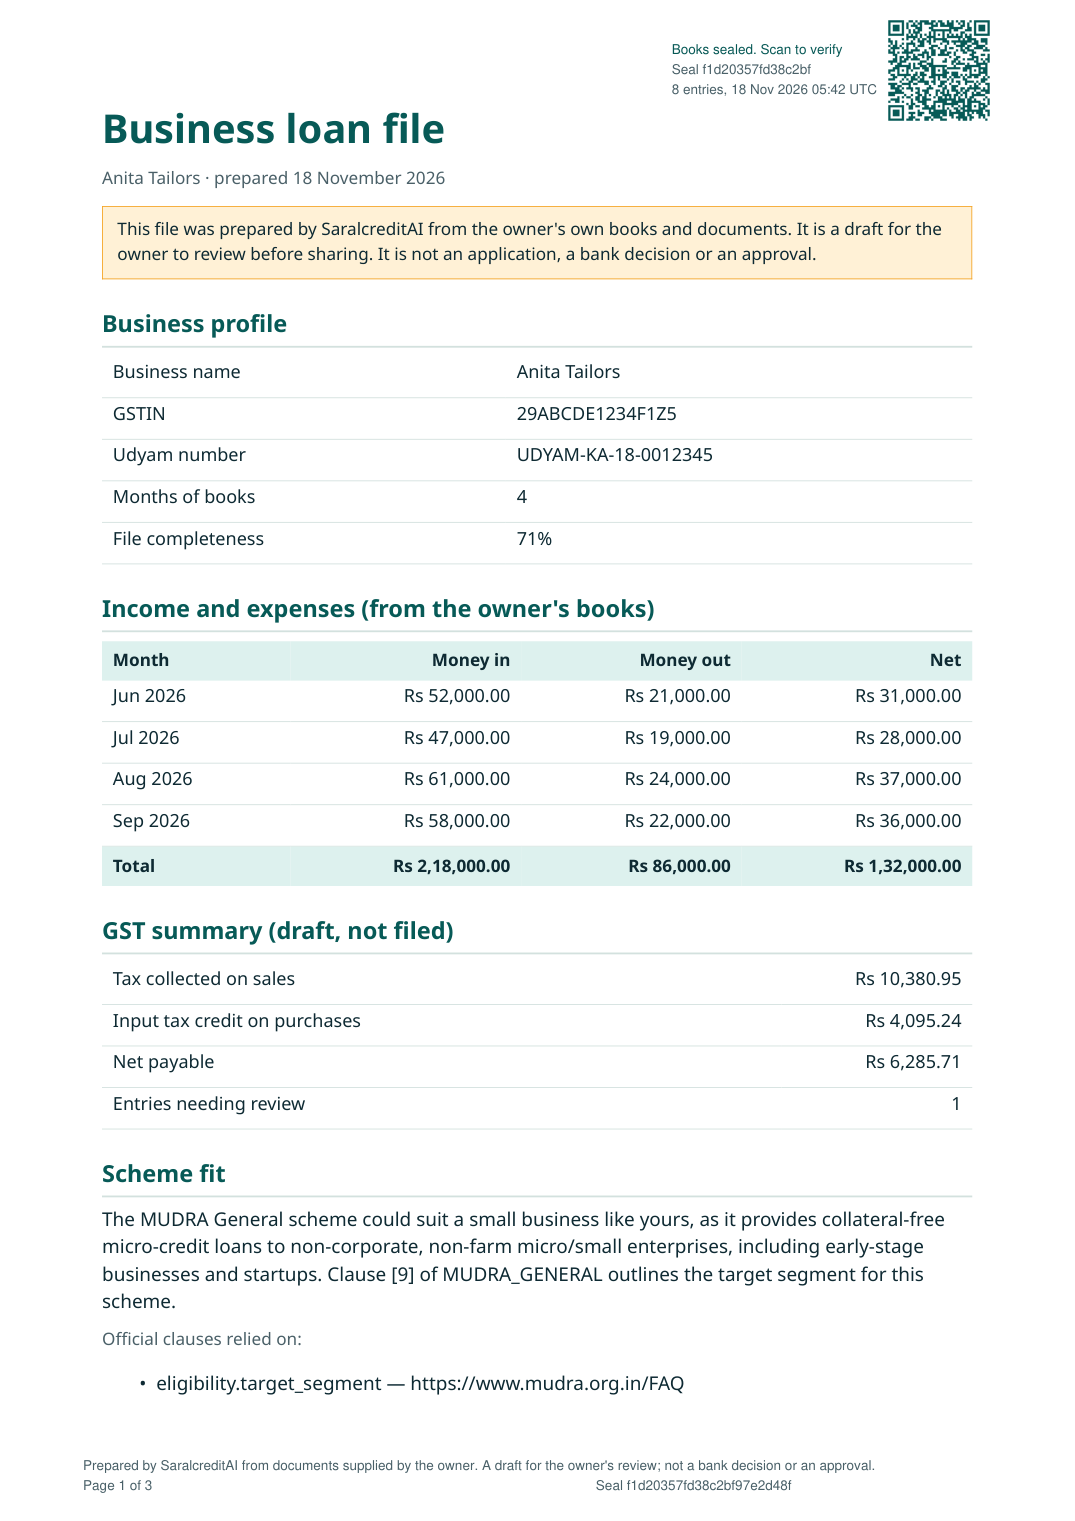 Books sealed. Scan to verify
Seal f1d20357fd38c2bf
8 entries, 18 Nov 2026 05:42 UTC
Business loan file
Anita Tailors · prepared 18 November 2026
This file was prepared by SaralcreditAI from the owner's own books and documents. It is a draft for the
owner to review before sharing. It is not an application, a bank decision or an approval.
Business profile
Business name Anita Tailors
GSTIN 29ABCDE1234F1Z5
Udyam number UDYAM-KA-18-0012345
Months of books 4
File completeness 71%
Income and expenses (from the owner's books)
Month Money in Money out Net
Jun 2026 Rs 52,000.00 Rs 21,000.00 Rs 31,000.00
Jul 2026 Rs 47,000.00 Rs 19,000.00 Rs 28,000.00
Aug 2026 Rs 61,000.00 Rs 24,000.00 Rs 37,000.00
Sep 2026 Rs 58,000.00 Rs 22,000.00 Rs 36,000.00
Total Rs 2,18,000.00 Rs 86,000.00 Rs 1,32,000.00
GST summary (draft, not filed)
Tax collected on sales Rs 10,380.95
Input tax credit on purchases Rs 4,095.24
Net payable Rs 6,285.71
Entries needing review 1
Scheme fit
The MUDRA General scheme could suit a small business like yours, as it provides collateral-free
micro-credit loans to non-corporate, non-farm micro/small enterprises, including early-stage
businesses and startups. Clause [9] of MUDRA_GENERAL outlines the target segment for this
scheme.
Official clauses relied on:
• eligibility.target_segment — https://www.mudra.org.in/FAQ
Prepared by SaralcreditAI from documents supplied by the owner. A draft for the owner's review; not a bank decision or an approval.
Page 1 of 3 Seal f1d20357fd38c2bf97e2d48f